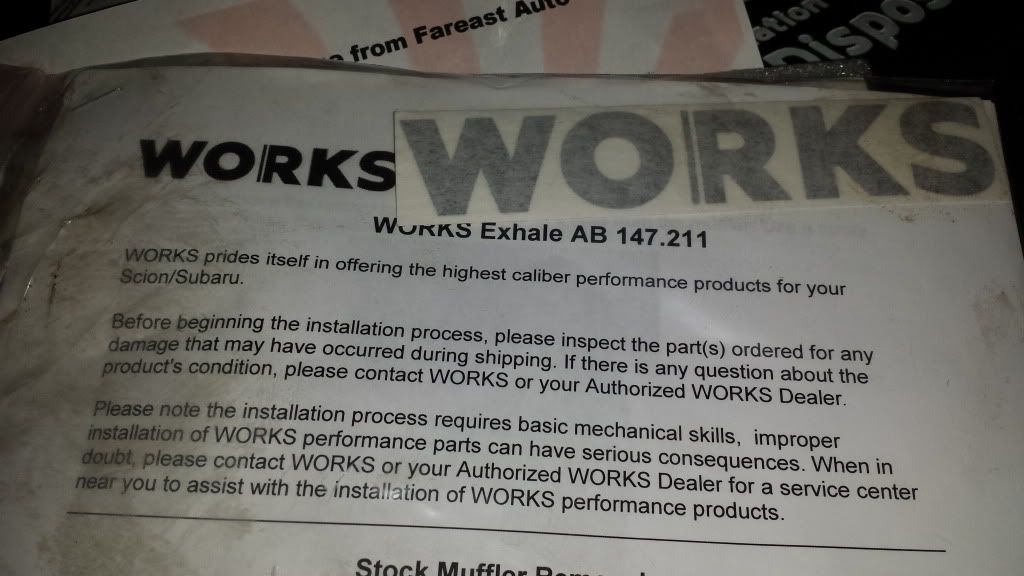 from Fareast Auto
Dispos
WORKS
WORKS
WORKS Exhale AB 147.211
WORKS prides itself in offering the highest caliber performance products for your
Scion/Subaru.
Before beginning the installation process, please inspect the part(s) ordered for any
damage that may have occurred during shipping. If there is any question about the
product's condition, please contact WORKS or your Authorized WORKS Dealer.
Please note the installation process requires basic mechanical skills, improper
installation of WORKS performance parts can have serious consequences. When in
doubt, please contact WORKS or your Authorized WORKS Dealer for a service center
near you to assist with the installation of WORKS performance products.
Stock Muffler